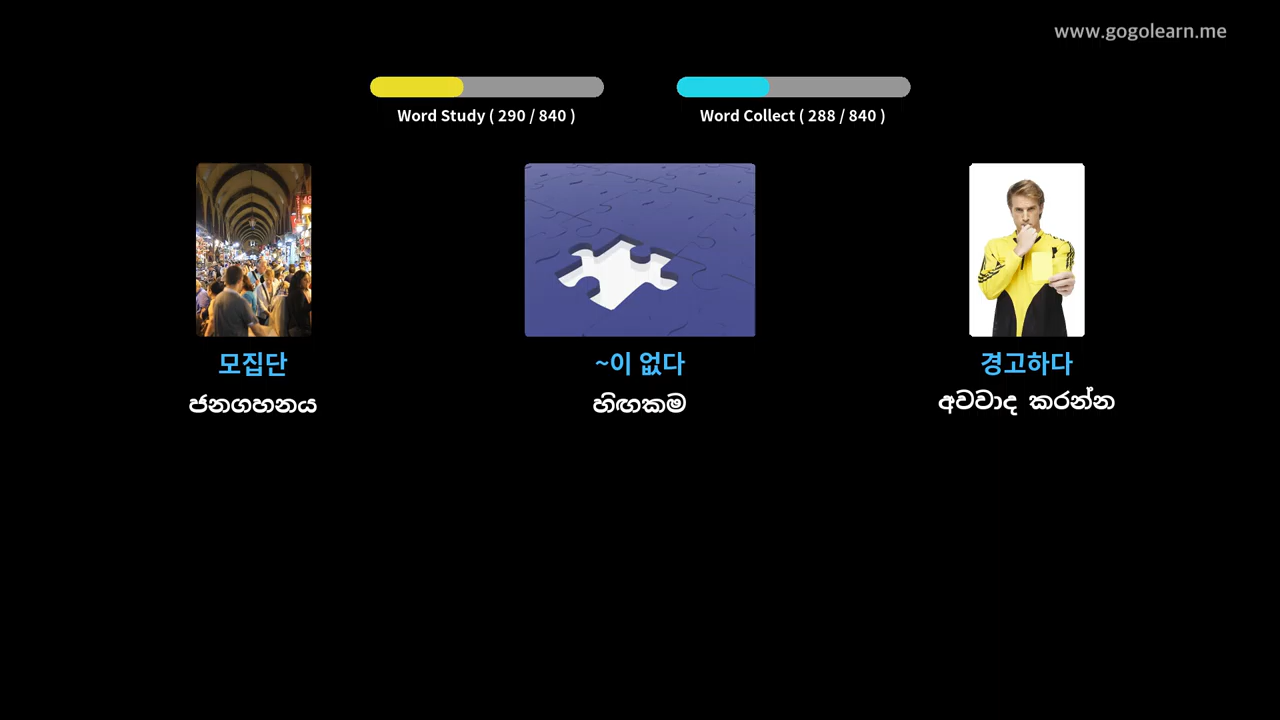 www.gogolearn.me
Word Study ( 290 / 840 )
Word Collect ( 288 / 840 )
모집단
~이 없다
경고하다
ජනගහනය
හිඟකම
අවවාද කරන්න